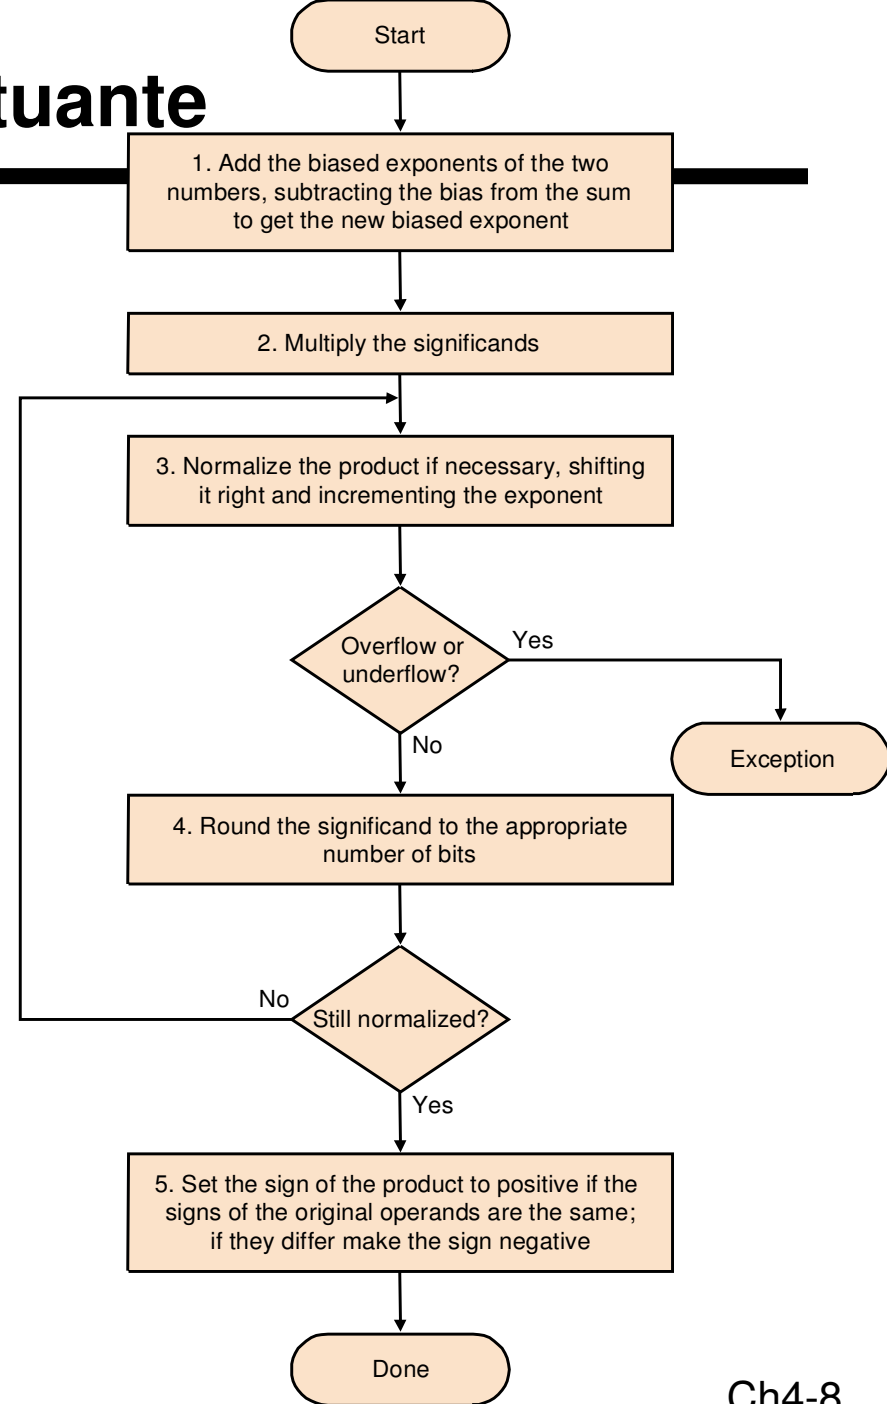 Start
tuante
1. Add the biased exponents of the two
numbers, subtracting the bias from the sum
to get the new biased exponent
2. Multiply the significands
3. Normalize the product if necessary, shifting
it right and incrementing the exponent
Overflow or
underflow?
Yes
No
Exception
4. Round the significand to the appropriate
number of bits
No
Still normalized?
Yes
5. Set the sign of the product to positive if the
signs of the original operands are the same;
if they differ make the sign negative
Done
Ch4-8